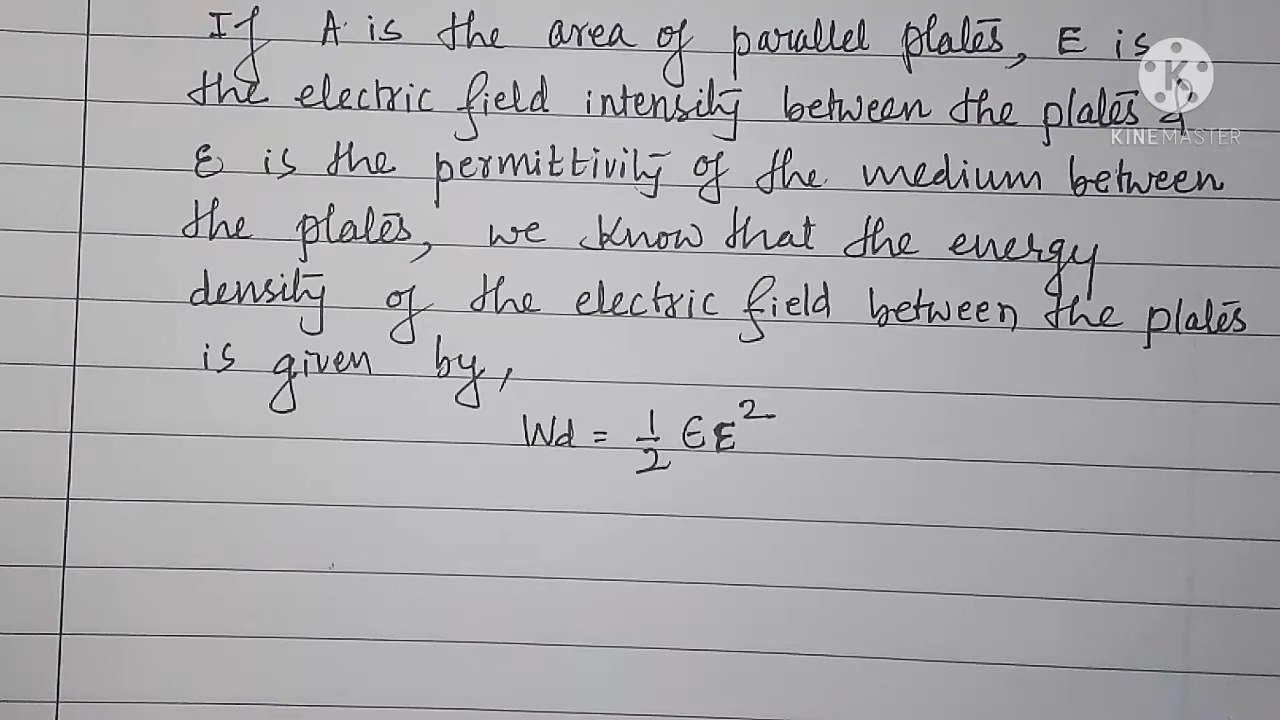 If A is the area of parallel plates, E is
the electric field intensity between the plates &
ε is the permittivity of the medium between
the plates, we know that the energy
density of the electric field between the plates
is given by,
Wd = 1/2 ϵE²
K
KINEMASTER